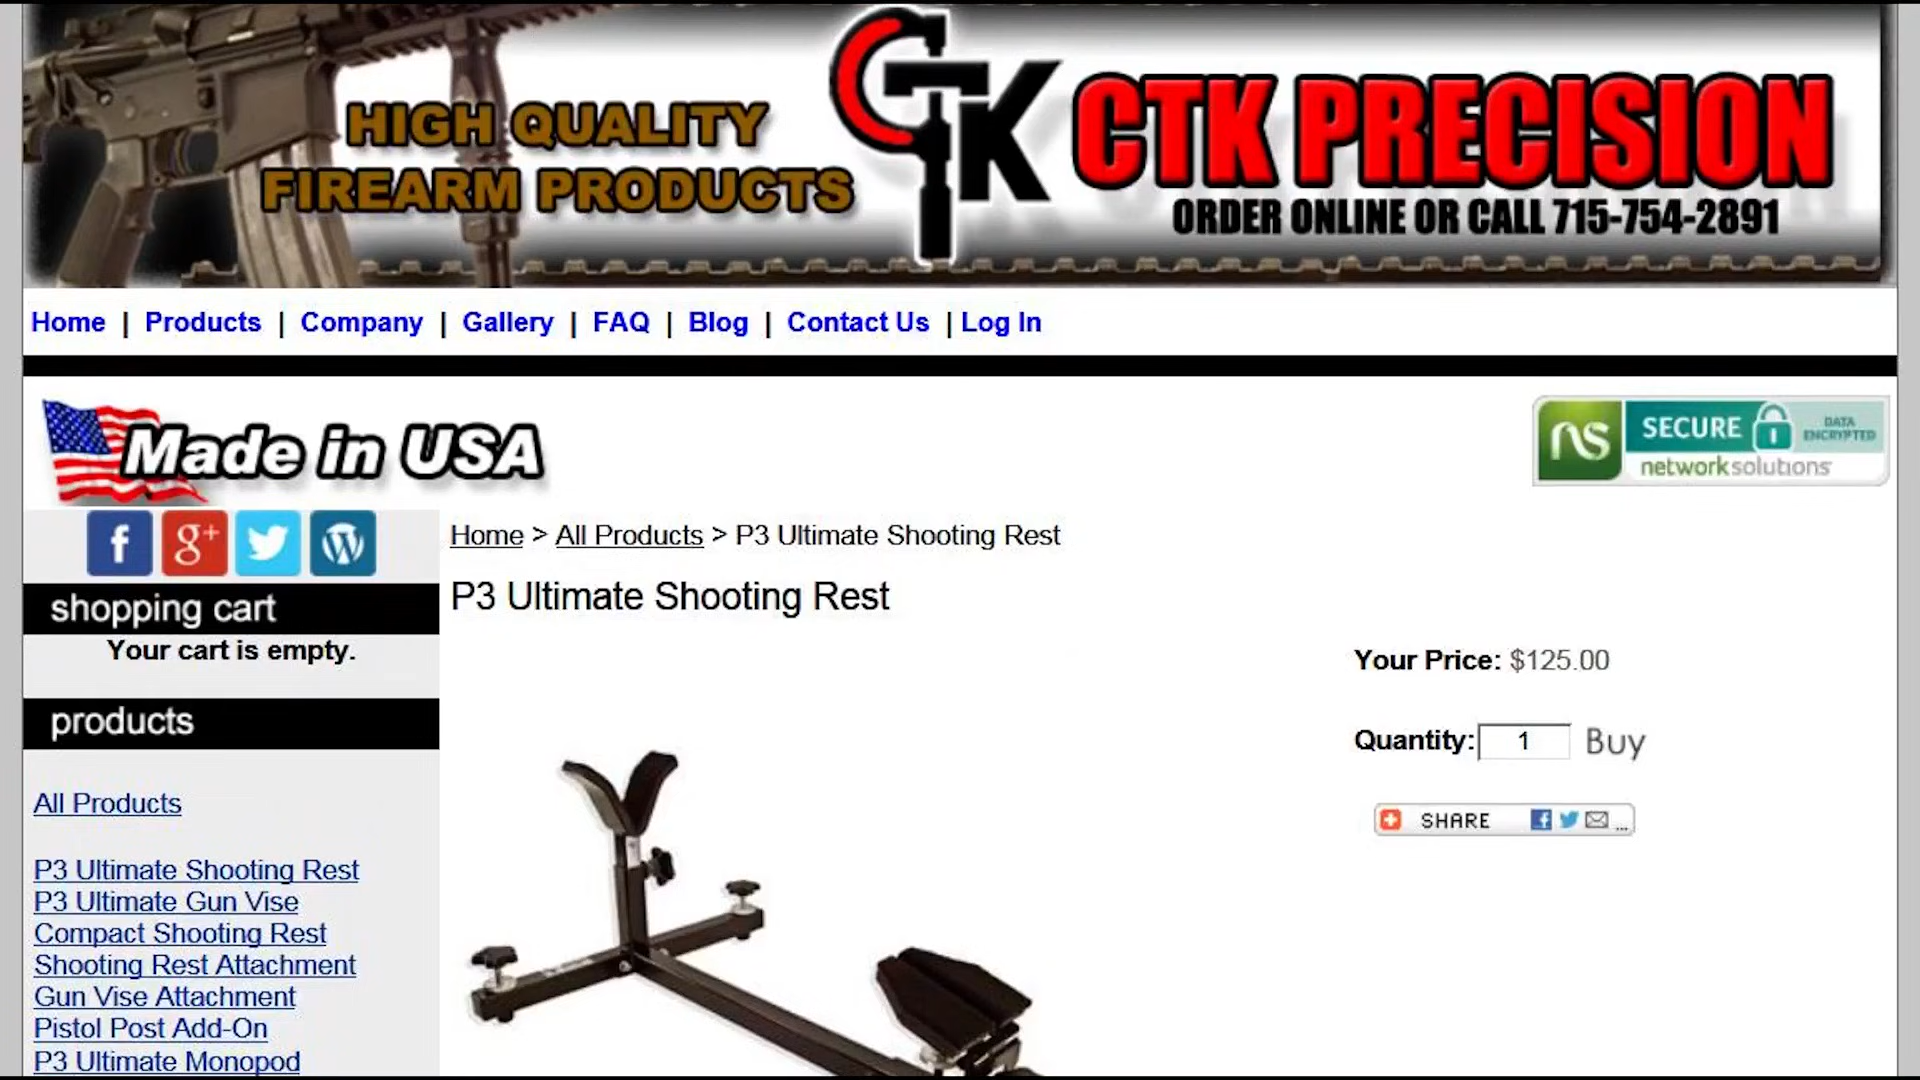 HIGH QUALITY
FIREARM PRODUCTS
CTK
CTK PRECISION
ORDER ONLINE OR CALL 715-754-2891
Home | Products | Company | Gallery | FAQ | Blog | Contact Us | Log In
Made in USA
ns SECURE DATA ENCRYPTED
networksolutions
Home > All Products > P3 Ultimate Shooting Rest
P3 Ultimate Shooting Rest
shopping cart
Your cart is empty.
Your Price: $125.00
products
Quantity: 1 Buy
SHARE ...
All Products
P3 Ultimate Shooting Rest
P3 Ultimate Gun Vise
Compact Shooting Rest
Shooting Rest Attachment
Gun Vise Attachment
Pistol Post Add-On
P3 Ultimate Monopod